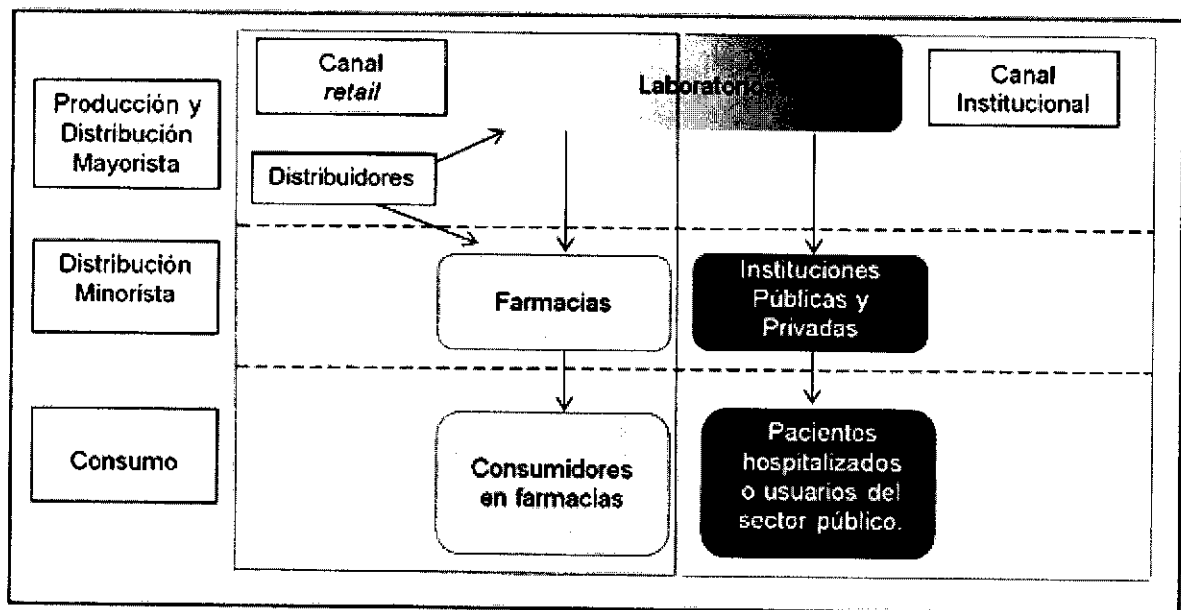 Canal
retail
Laboratorios
Canal
Institucional
Producción y
Distribución
Mayorista
Distribuidores
Distribución
Minorista
Farmacias
Instituciones
Públicas y
Privadas
Consumo
Consumidores
en farmacias
Pacientes
hospitalizados
o usuarios del
sector público.